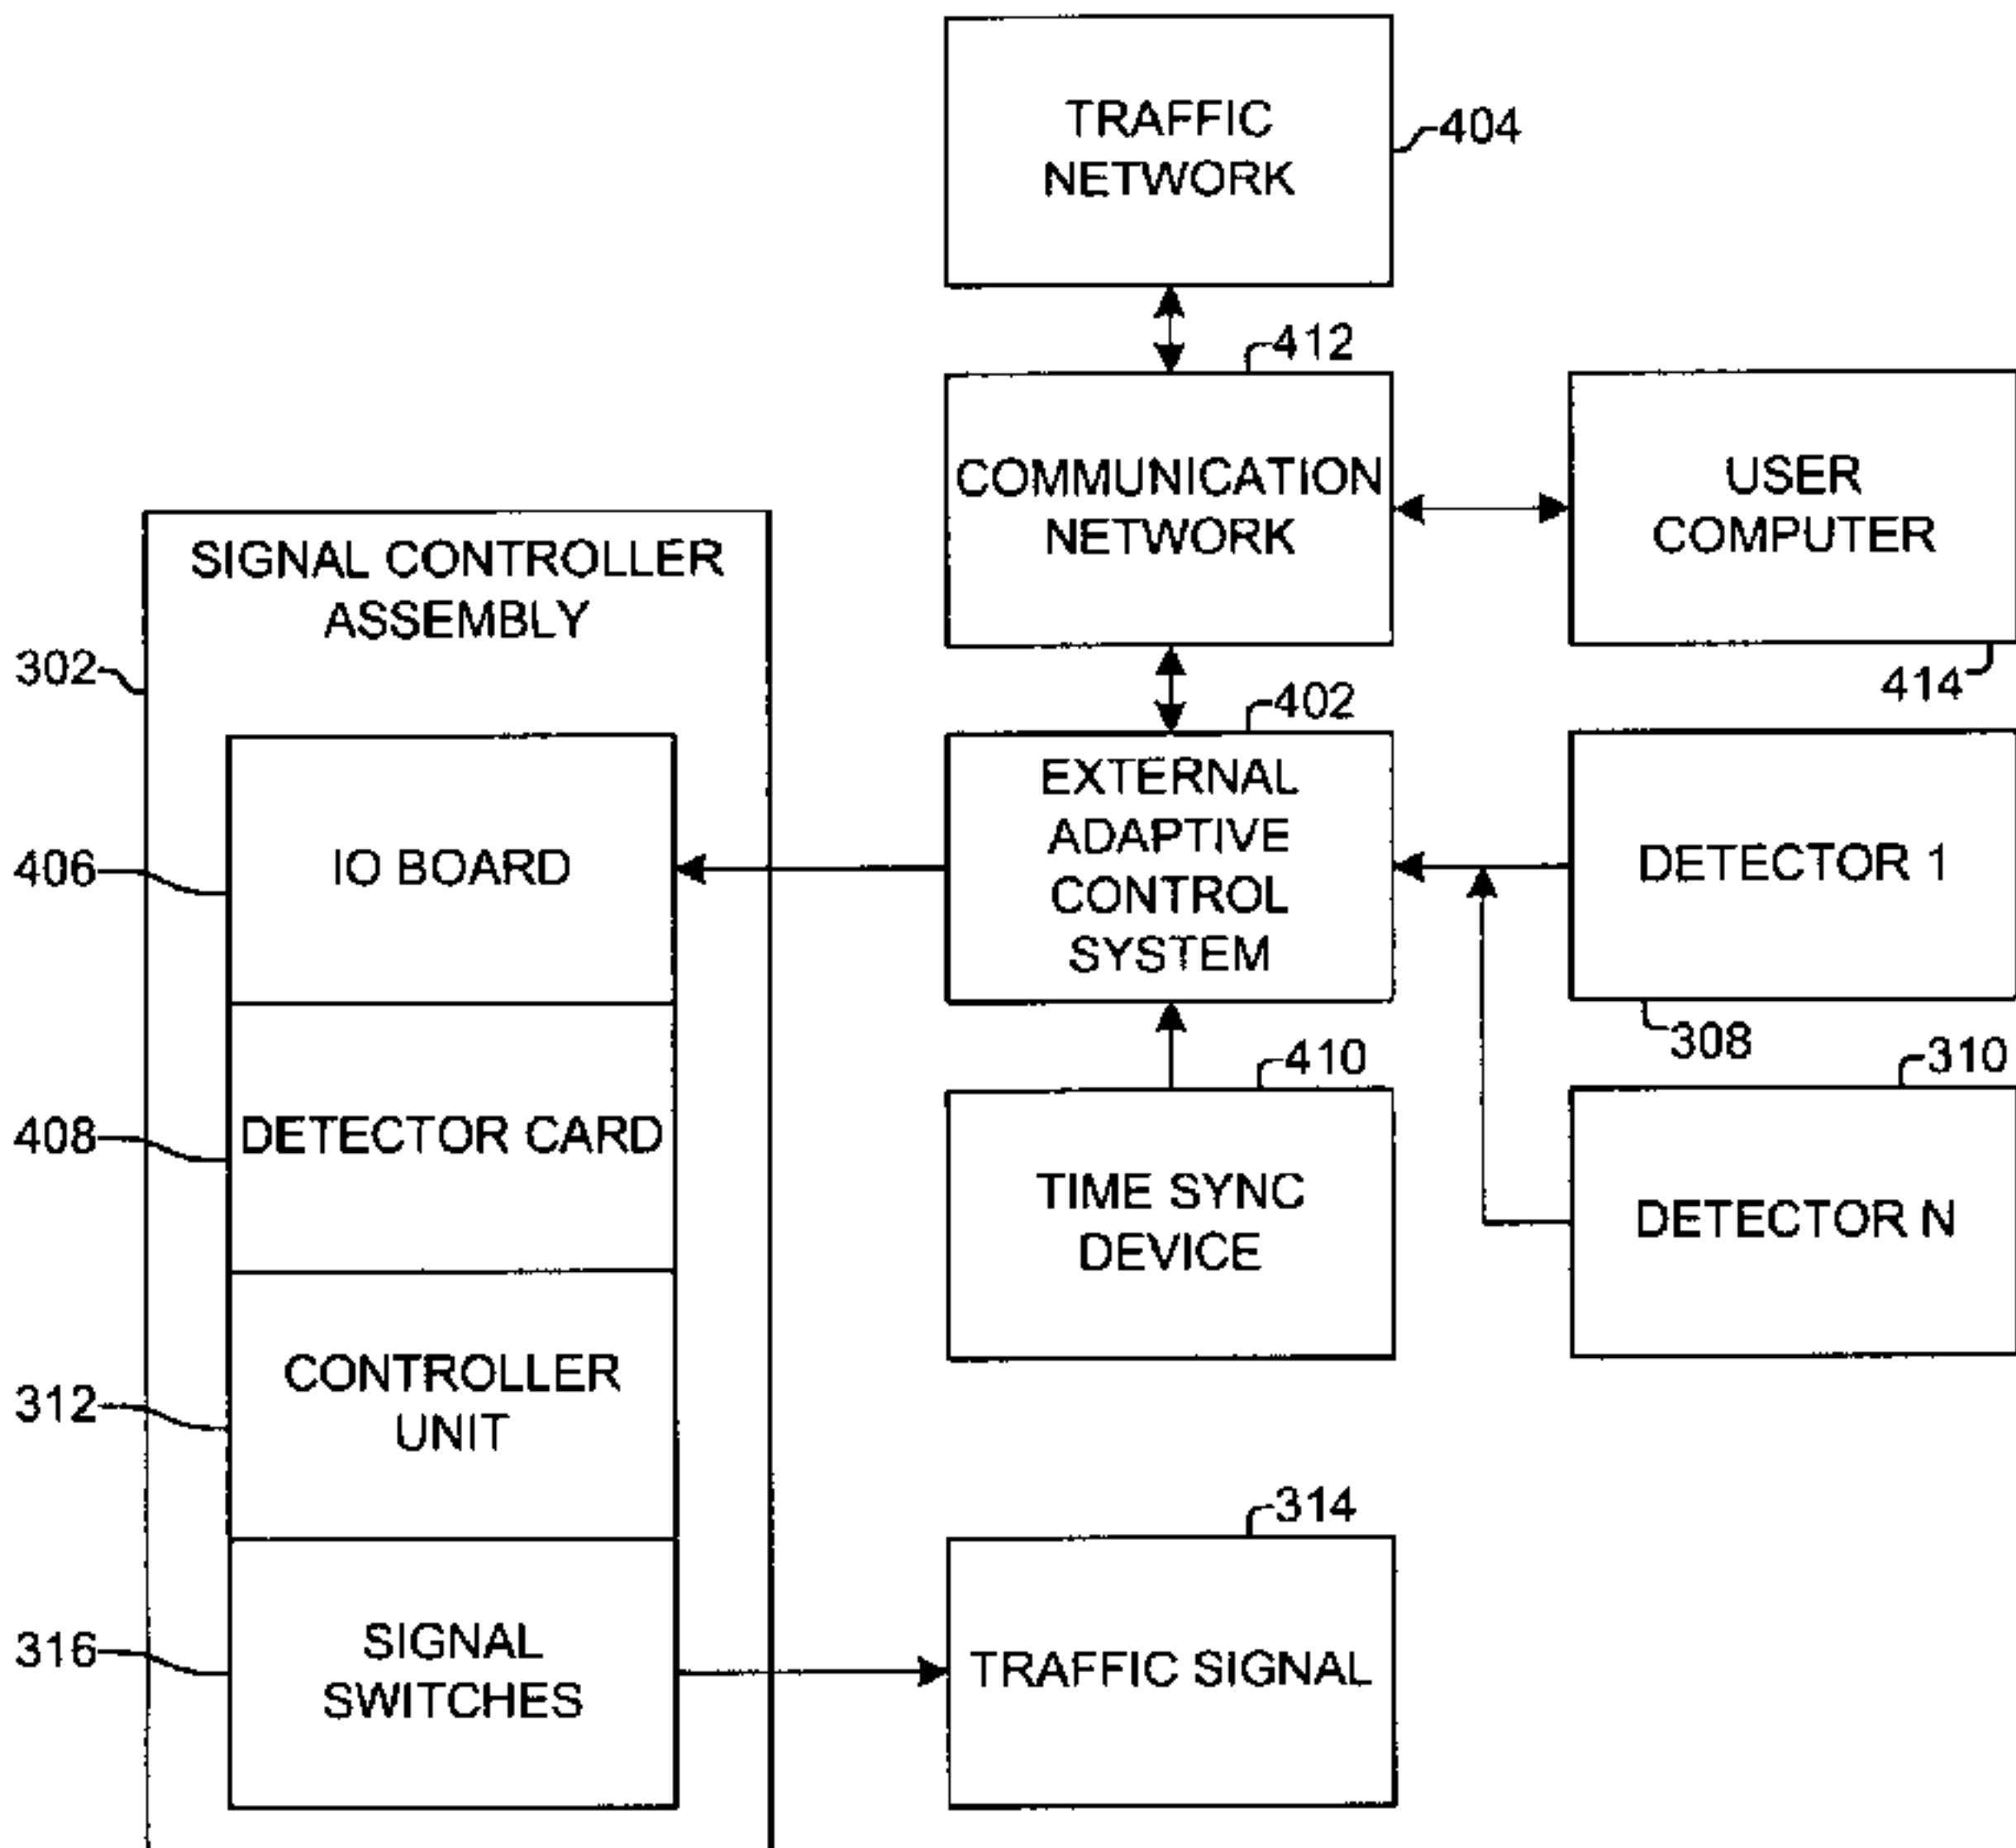 TRAFFIC
NETWORK
404
412
COMMUNICATION
NETWORK
USER
COMPUTER
414
SIGNAL CONTROLLER
ASSEMBLY
302
402
EXTERNAL
ADAPTIVE
CONTROL
SYSTEM
IO BOARD
406
DETECTOR 1
308
DETECTOR CARD
408
410
TIME SYNC
DEVICE
310
DETECTOR N
CONTROLLER
UNIT
312
314
TRAFFIC SIGNAL
SIGNAL
SWITCHES
316